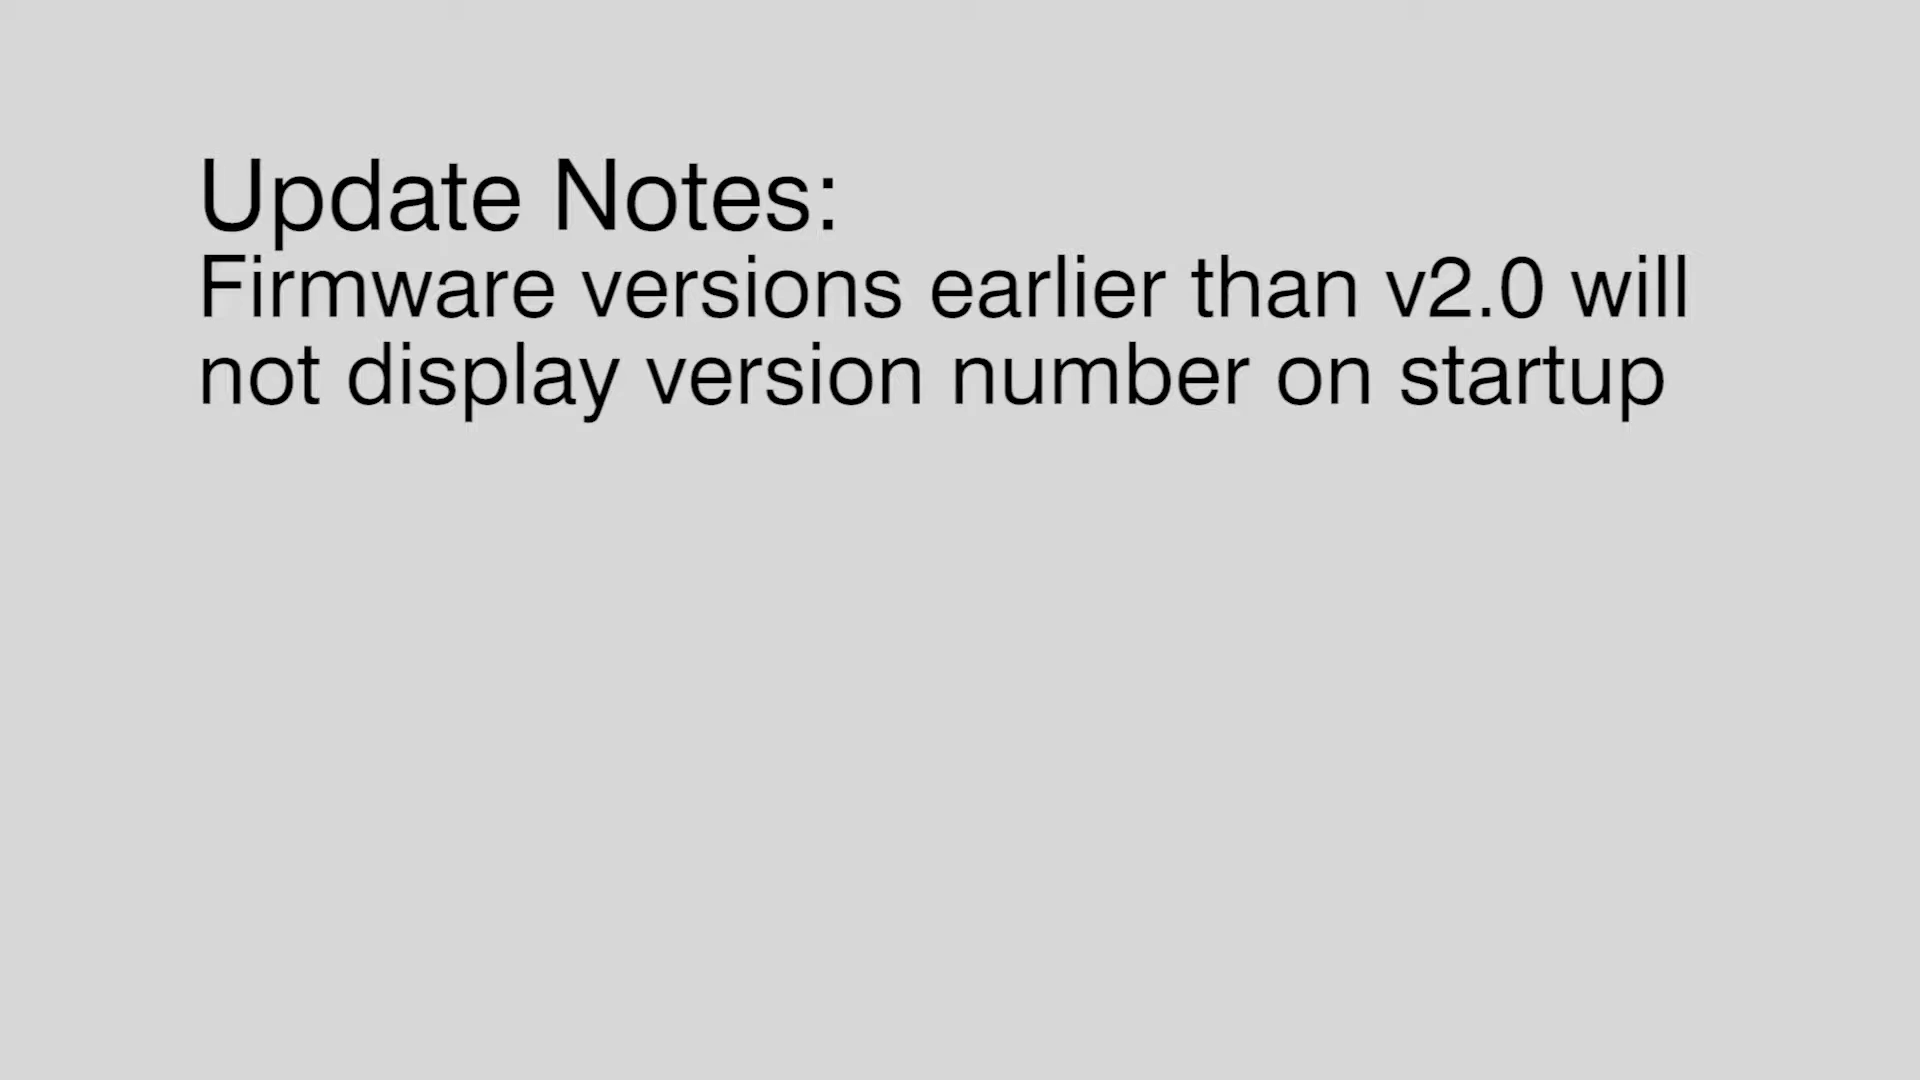 Update Notes:
Firmware versions earlier than v2.0 will
not display version number on startup